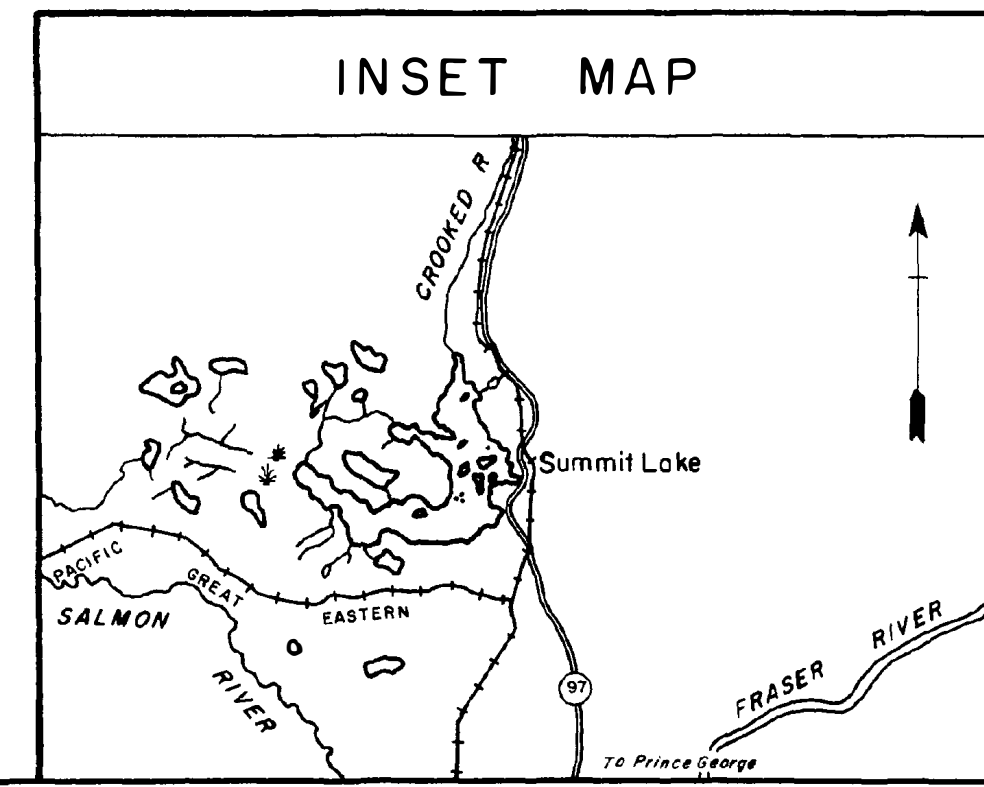 INSET MAP
CROOKED R
Summit Lake
PACIFIC
GREAT
EASTERN
SALMON
RIVER
FRASER RIVER
97
To Prince George